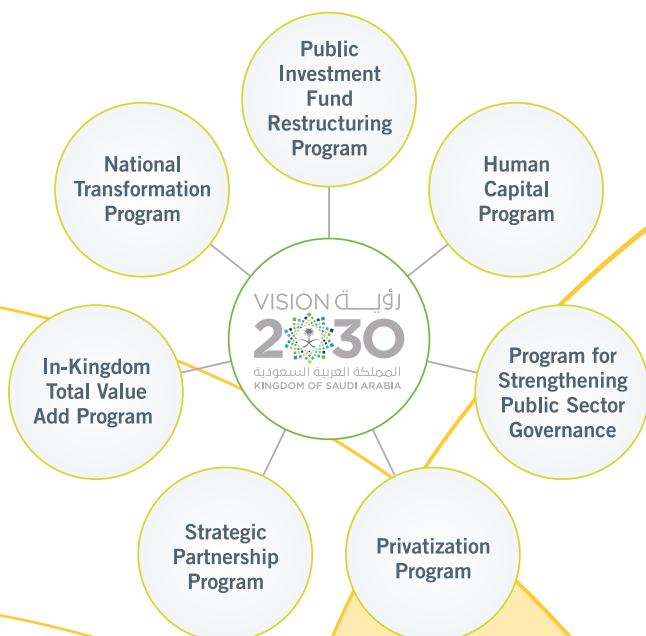 Public
Investment
Fund
Restructuring
Program
National
Transformation
Program
Human
Capital
Program
VISION رؤيــة
2030
المملكة العربية السعودية
KINGDOM OF SAUDI ARABIA
In-Kingdom
Total Value
Add Program
Program for
Strengthening
Public Sector
Governance
Strategic
Partnership
Program
Privatization
Program